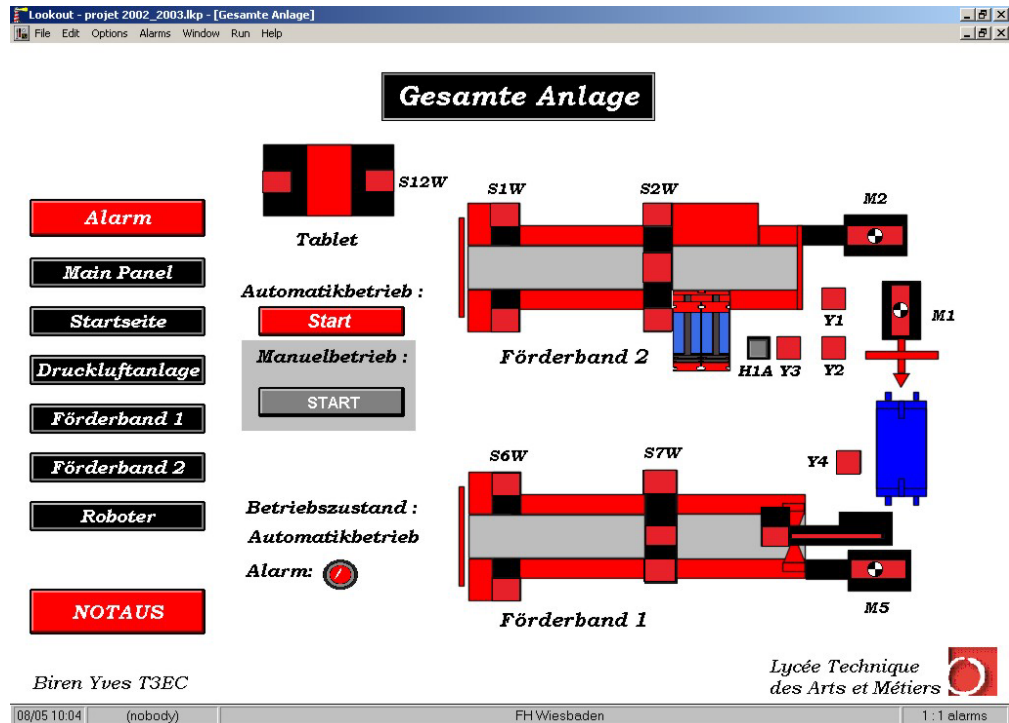 Lookout - projet 2002_2003.lkp - [Gesamte Anlage]
File Edit Options Alarms Window Run Help
Gesamte Anlage
S12W
Tablet
S1W
S2W
M2
Alarm
Main Panel
Startseite
Druckluftanlage
Förderband 1
Förderband 2
Roboter
NOTAUS
Automatikbetrieb :
Start
Manuelbetrieb :
START
Förderband 2
H1A
Y3
Y1
Y2
M1
Y4
S6W
S7W
Betriebszustand :
Automatikbetrieb
Alarm:
Förderband 1
M5
Biren Yves T3EC
Lycée Technique
des Arts et Métiers
08/05 10:04 (nobody) FH Wiesbaden 1 : 1 alarms